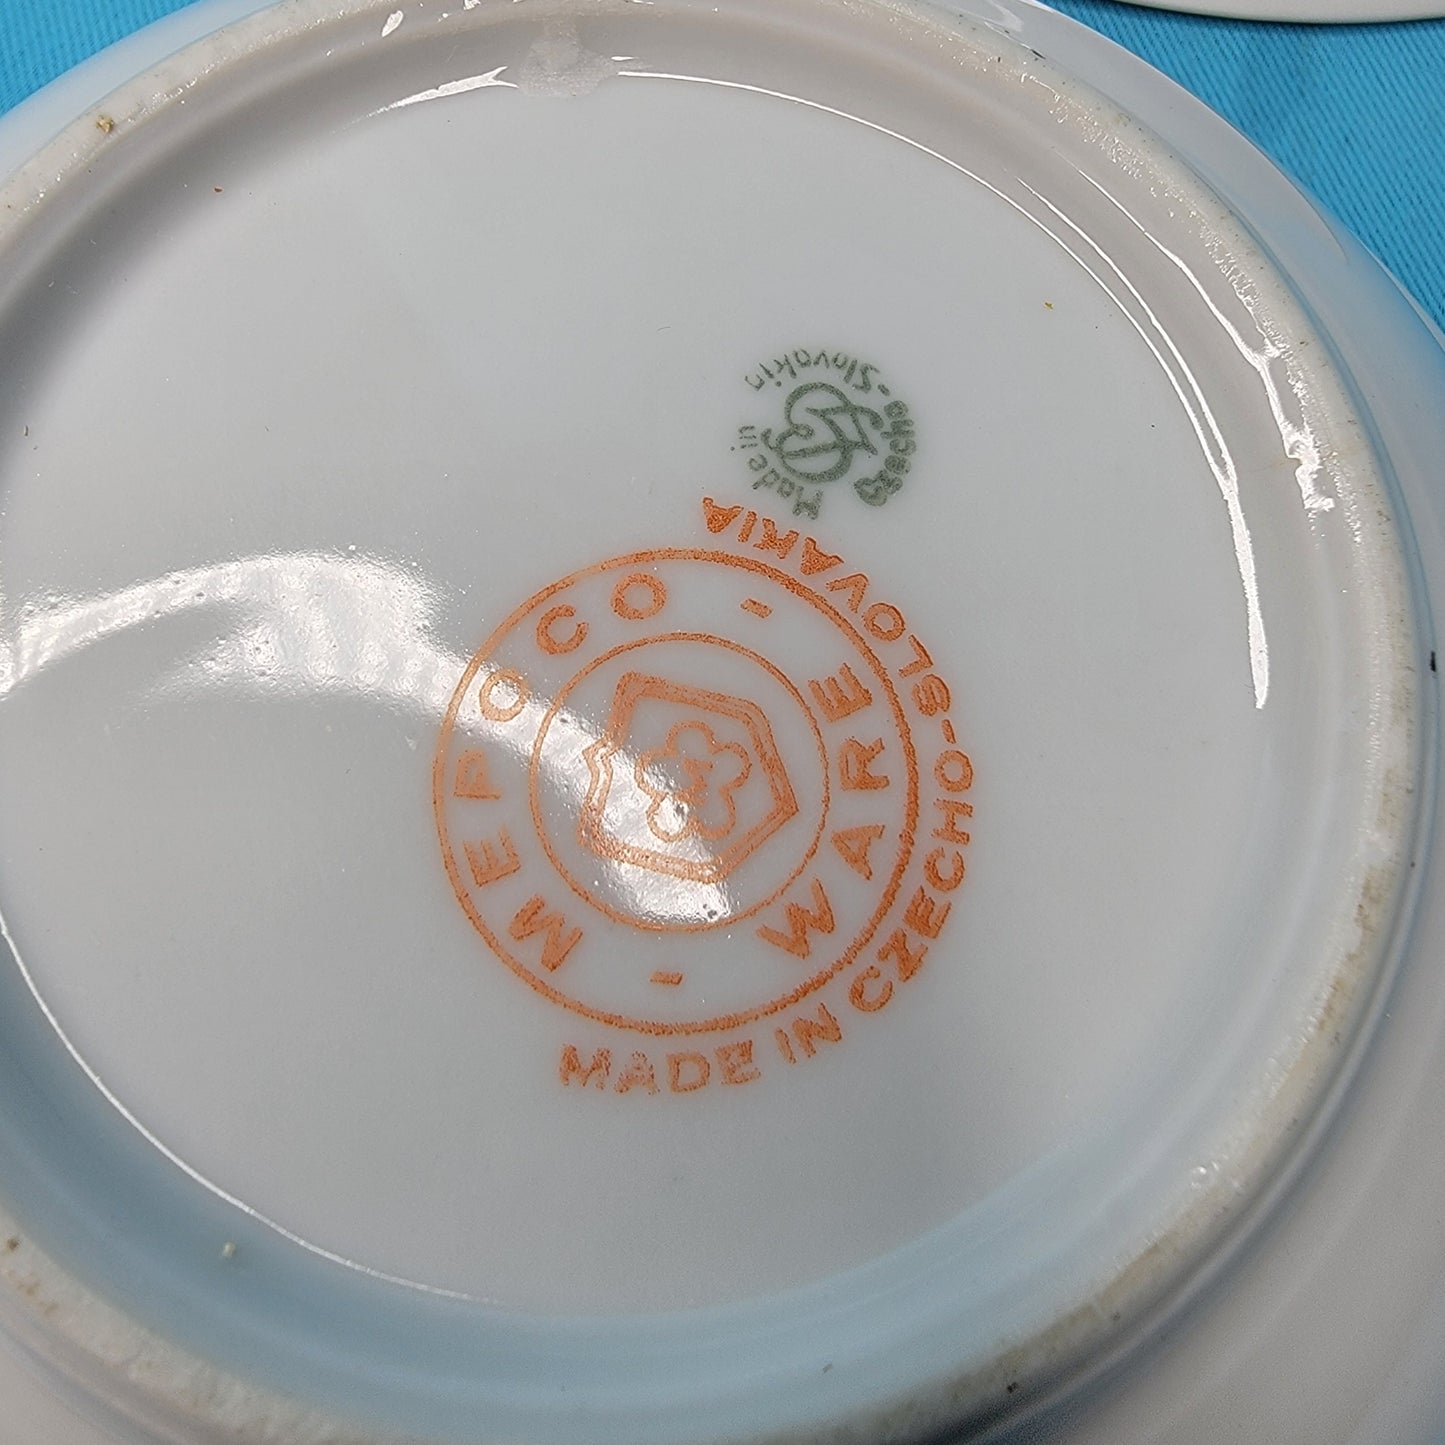 Made in
Czecho-Slovakia
MEPOCO - WARE -
M
MADE IN CZECHO-SLOVAKIA